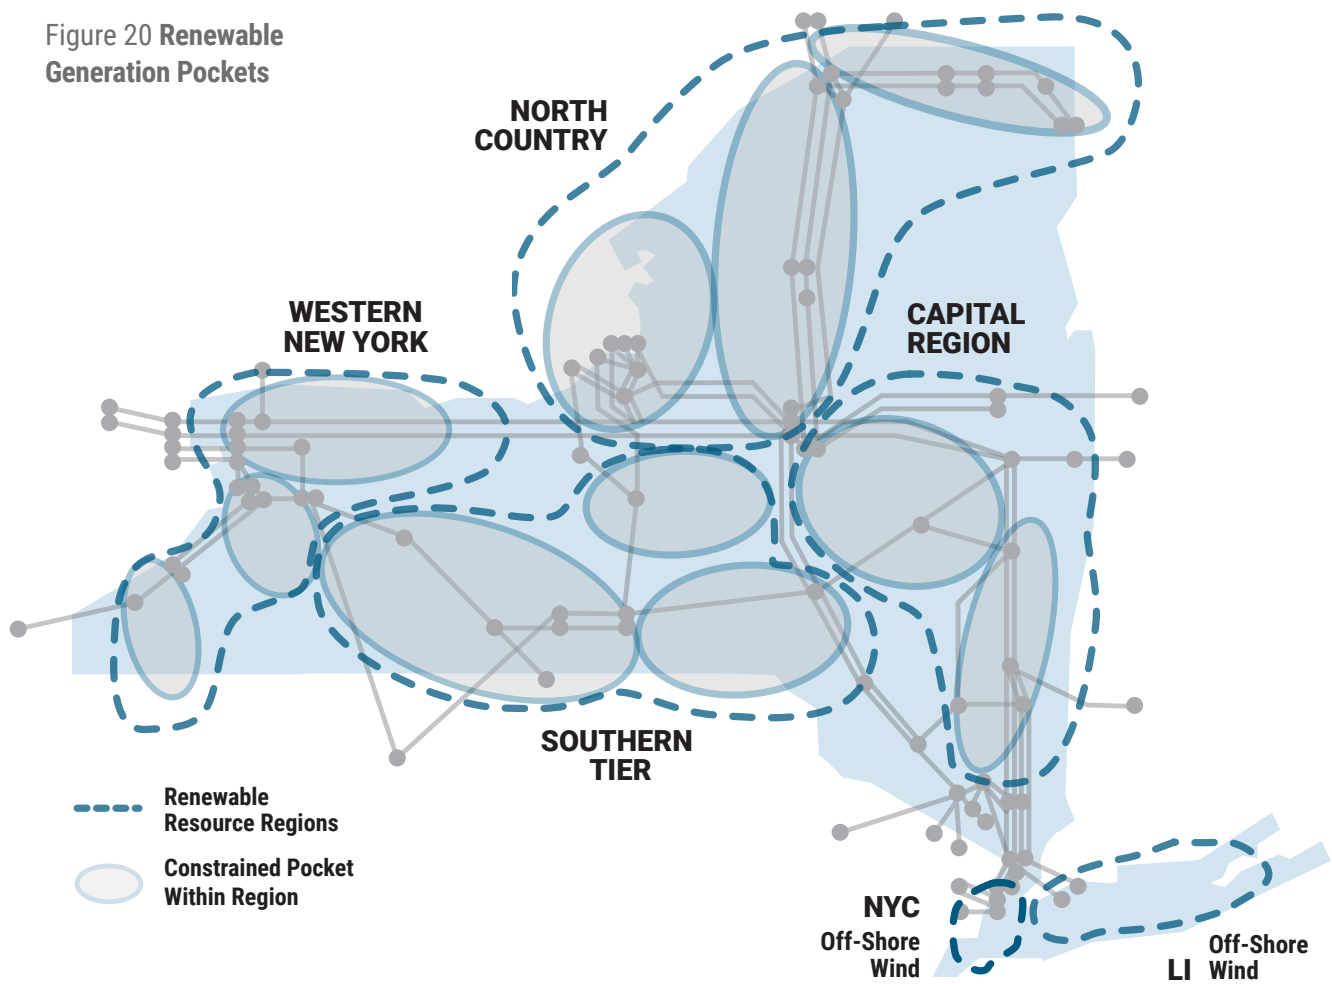 Figure 20 Renewable
Generation Pockets
NORTH
COUNTRY
WESTERN
NEW YORK
CAPITAL
REGION
SOUTHERN
TIER
Renewable
Resource Regions
Constrained Pocket
Within Region
NYC
Off-Shore
Wind
LI
Off-Shore
Wind